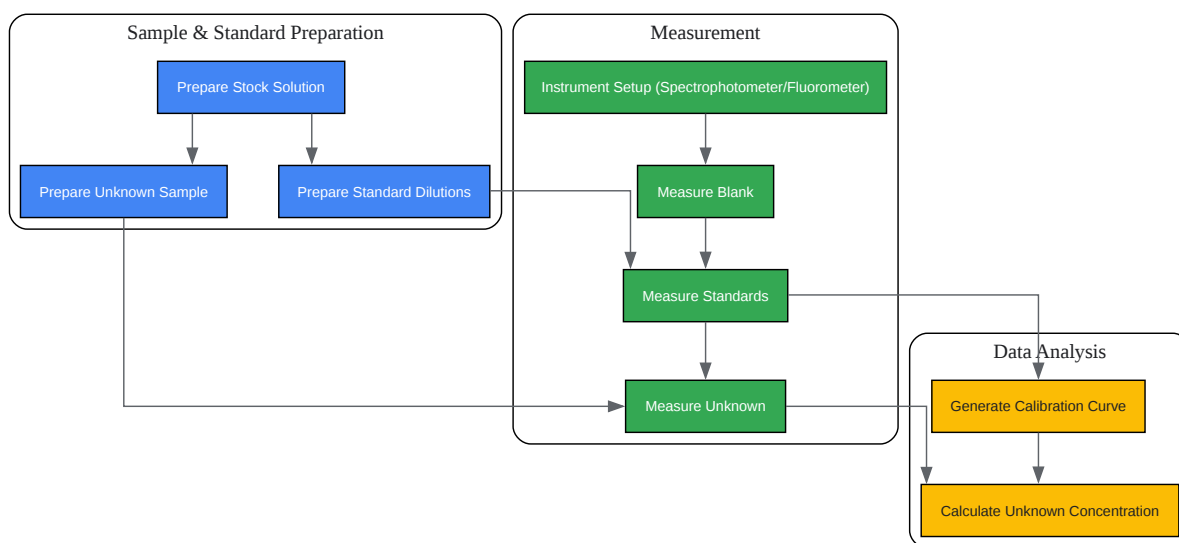 Sample & Standard Preparation
Prepare Stock Solution
Prepare Unknown Sample
Prepare Standard Dilutions
Measurement
Instrument Setup (Spectrophotometer/Fluorometer)
Measure Blank
Measure Standards
Measure Unknown
Data Analysis
Generate Calibration Curve
Calculate Unknown Concentration